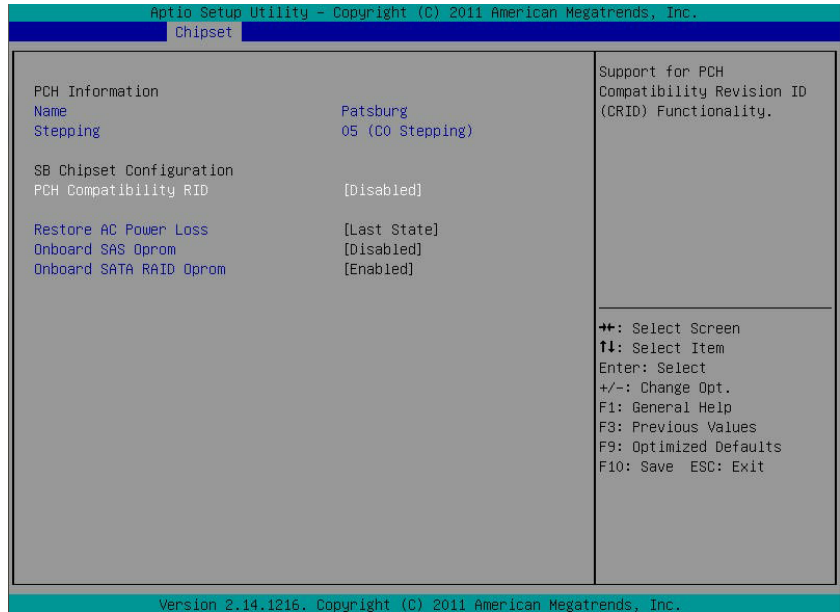 Aptio Setup Utility – Copyright (C) 2011 American Megatrends, Inc.
Chipset
PCH Information
Name Patsburg
Stepping 05 (C0 Stepping)
SB Chipset Configuration
PCH Compatibility RID [Disabled]
Restore AC Power Loss [Last State]
Onboard SAS Oprom [Disabled]
Onboard SATA RAID Oprom [Enabled]
Support for PCH
Compatibility Revision ID
(CRID) Functionality.
→←: Select Screen
↑↓: Select Item
Enter: Select
+/-: Change Opt.
F1: General Help
F3: Previous Values
F9: Optimized Defaults
F10: Save ESC: Exit
Version 2.14.1216. Copyright (C) 2011 American Megatrends, Inc.